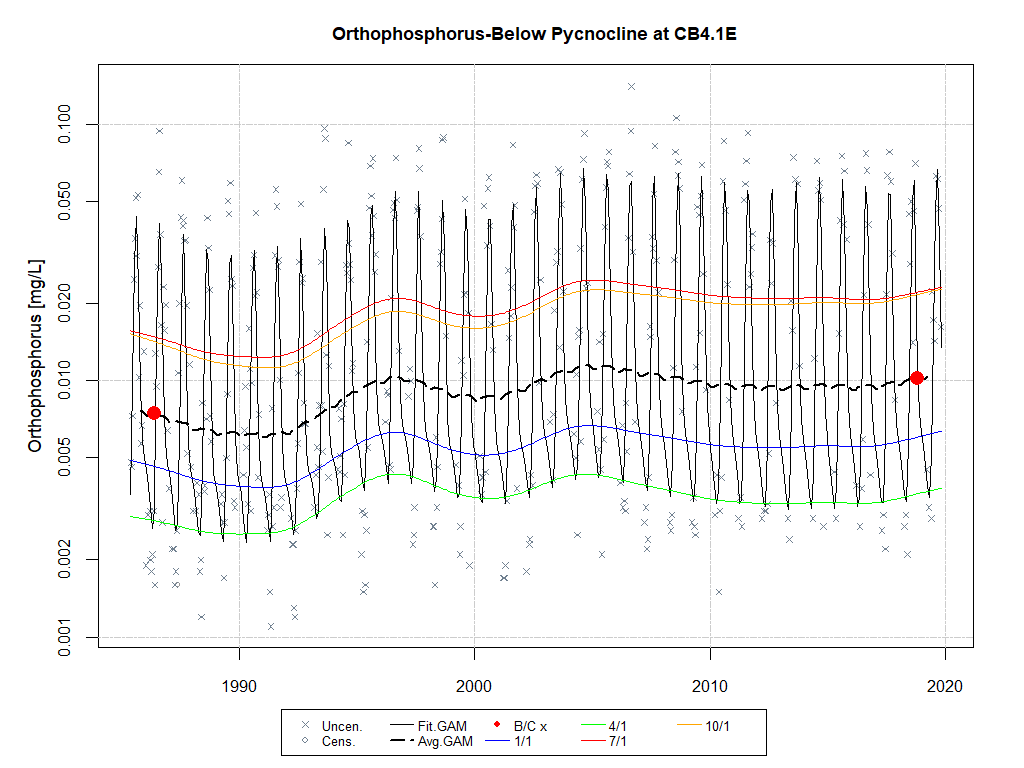 Orthophosphorus-Below Pycnocline at CB4.1E
Orthophosphorus [mg/L]
0.100
0.050
0.020
0.010
0.005
0.002
0.001
1990 2000 2010 2020
Uncen. Fit.GAM B/C x 4/1 10/1
Cens. Avg.GAM 1/1 7/1